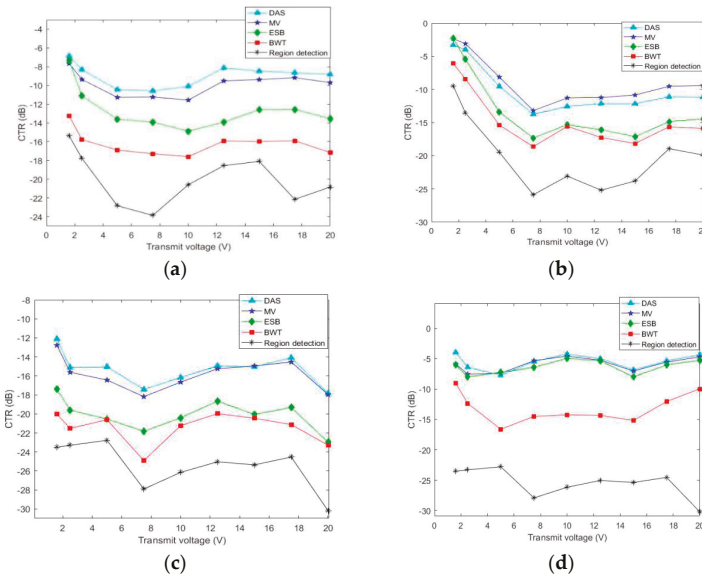 DAS
MV
ESB
BWT
Region detection
-4
-6
-8
-10
-12
-14
-16
-18
-20
-22
-24
CTR (dB)
0 2 4 6 8 10 12 14 16 18 20
Transmit voltage (V)
(a)
DAS
MV
ESB
BWT
Region detection
0
-5
-10
-15
-20
-25
-30
CTR (dB)
0 2 4 6 8 10 12 14 16 18 20
Transmit voltage (V)
(b)
DAS
MV
ESB
BWT
Region detection
-8
-10
-12
-14
-16
-18
-20
-22
-24
-26
-28
-30
CTR (dB)
2 4 6 8 10 12 14 16 18 20
Transmit voltage (V)
(c)
DAS
MV
ESB
BWT
Region detection
0
-5
-10
-15
-20
-25
-30
CTR (dB)
2 4 6 8 10 12 14 16 18 20
Transmit voltage (V)
(d)